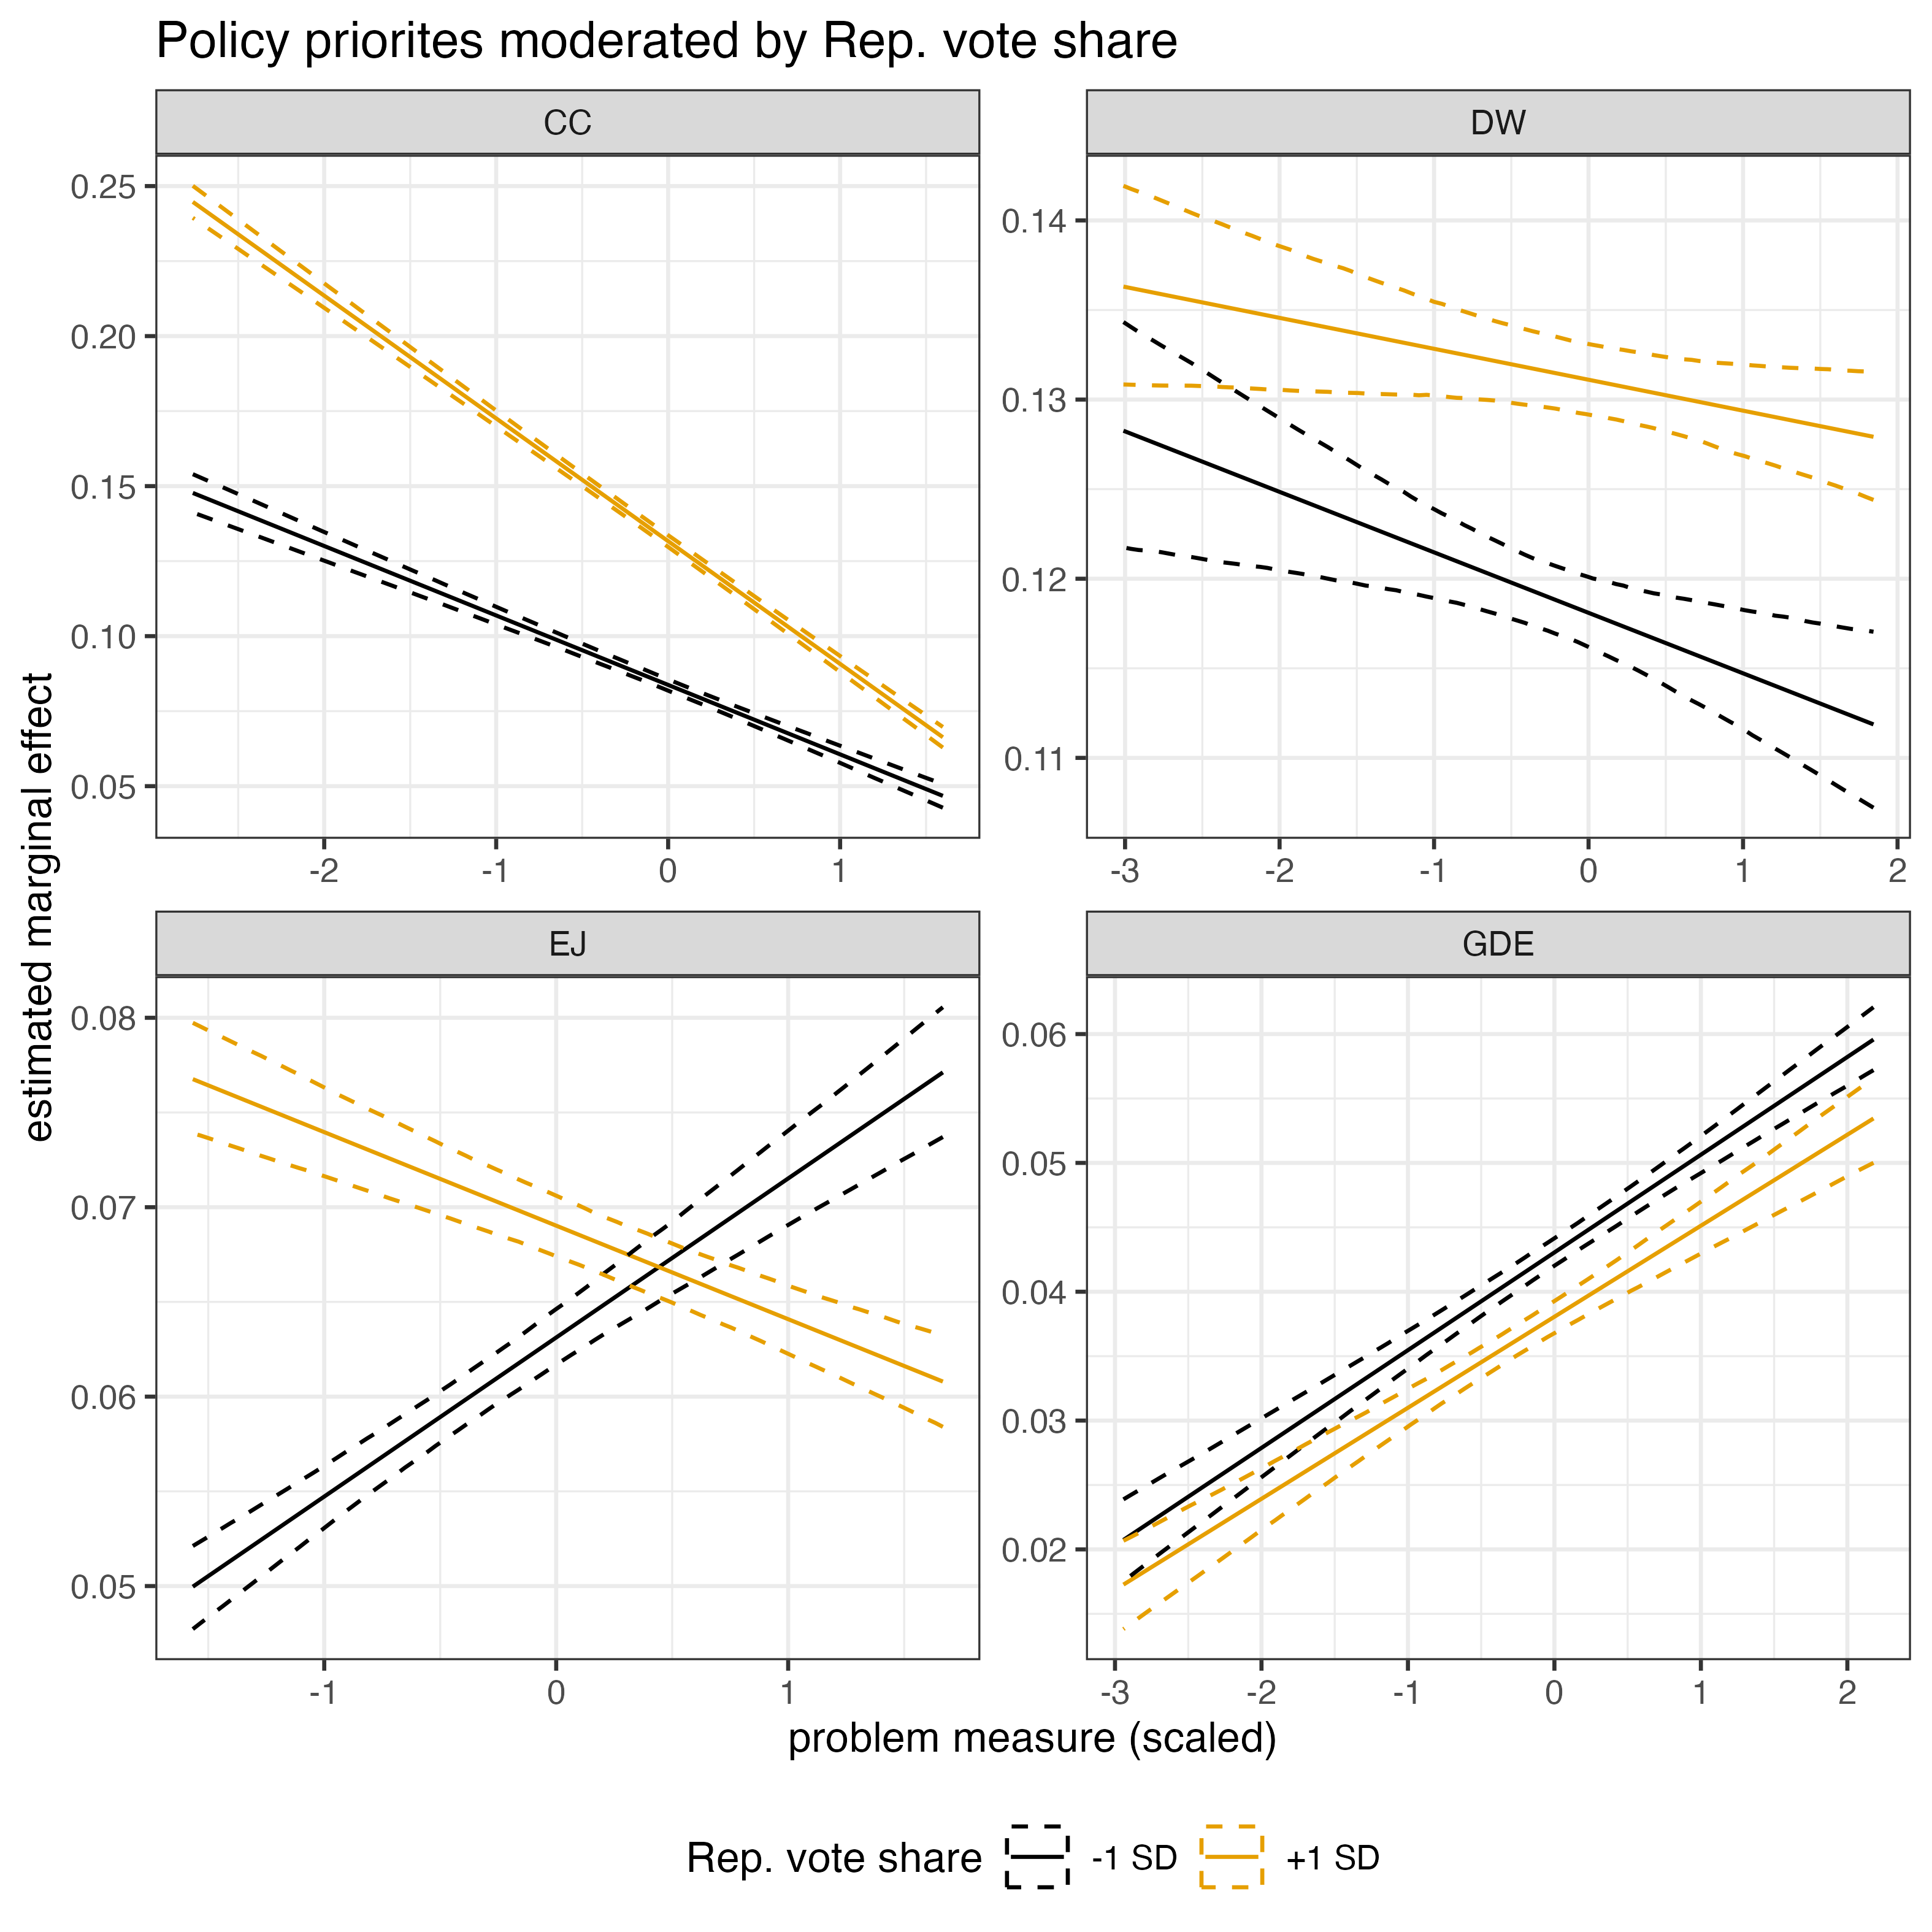 Policy priorites moderated by Rep. vote share
CC
DW
0.25
0.20
0.15
0.10
0.05
0.14
0.13
0.12
0.11
-2 -1 0 1
-3 -2 -1 0 1 2
estimated marginal effect
EJ
GDE
0.08
0.07
0.06
0.05
0.06
0.05
0.04
0.03
0.02
-1 0 1
-3 -2 -1 0 1 2
problem measure (scaled)
Rep. vote share -1 SD +1 SD